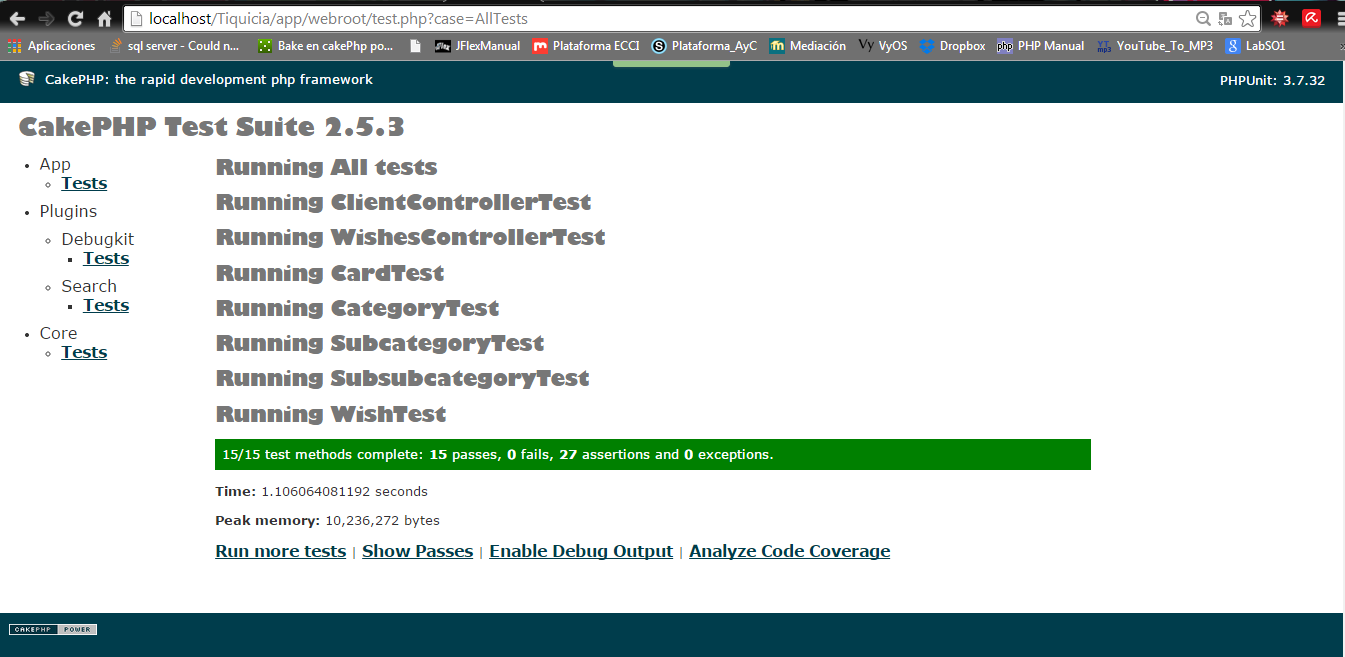 localhost/Tiquicia/app/webroot/test.php?case=AllTests
Aplicaciones sql server - Could n... Bake en cakePhp po... JFlexManual Plataforma ECCI Plataforma_AyC Mediación Vy VyOS Dropbox php PHP Manual YouTube_To_MP3 8 LabSO1 »
CakePHP: the rapid development php framework PHPUnit: 3.7.32
CakePHP Test Suite 2.5.3
App
Tests
Plugins
Debugkit
Tests
Search
Tests
Core
Tests
Running All tests
Running ClientControllerTest
Running WishesControllerTest
Running CardTest
Running CategoryTest
Running SubcategoryTest
Running SubsubcategoryTest
Running WishTest
15/15 test methods complete: 15 passes, 0 fails, 27 assertions and 0 exceptions.
Time: 1.106064081192 seconds
Peak memory: 10,236,272 bytes
Run more tests | Show Passes | Enable Debug Output | Analyze Code Coverage
CAKEPHP POWER